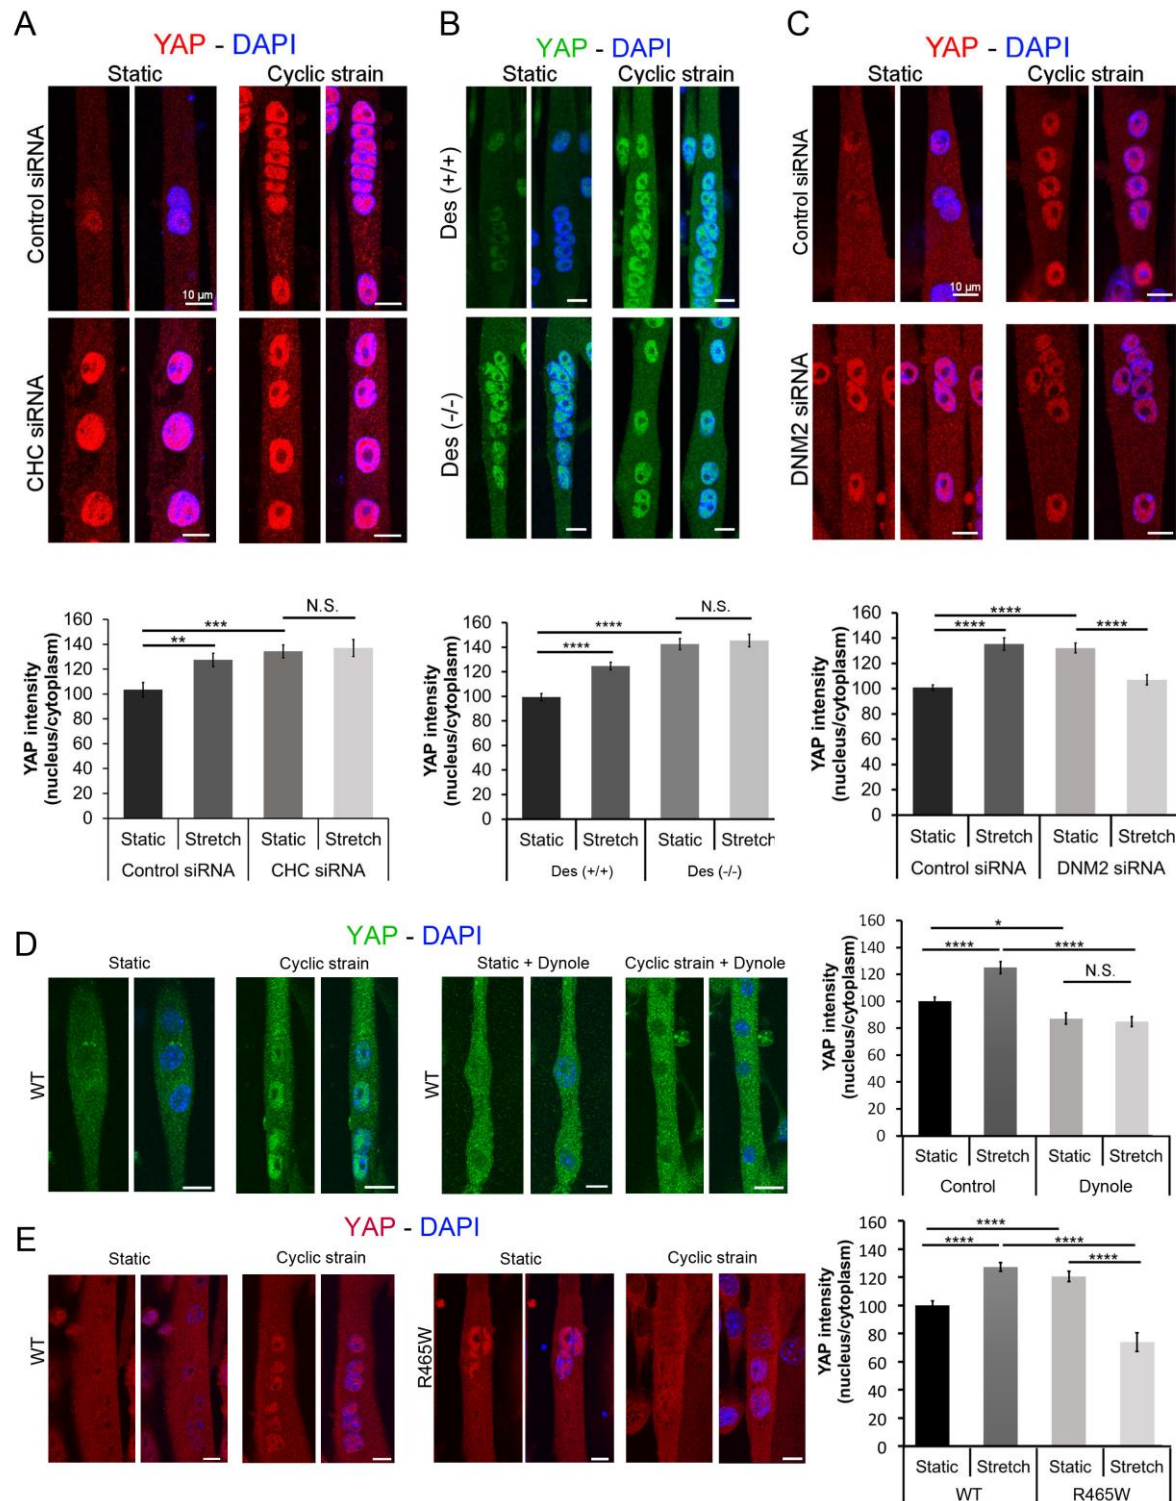 A
YAP - DAPI
Static
Cyclic strain
Control siRNA
10 µm
CHC siRNA
B
YAP - DAPI
Static
Cyclic strain
Des (+/+)
Des (-/-)
C
YAP - DAPI
Static
Cyclic strain
Control siRNA
10 µm
DNM2 siRNA
YAP intensity
(nucleus/cytoplasm)
160
140
120
100
80
60
40
20
0
**
***
N.S.
Static
Stretch
Static
Stretch
Control siRNA
CHC siRNA
YAP intensity
(nucleus/cytoplasm)
160
140
120
100
80
60
40
20
0
****
****
N.S.
Static
Stretch
Static
Stretch
Des (+/+)
Des (-/-)
YAP intensity
(nucleus/cytoplasm)
160
140
120
100
80
60
40
20
0
****
****
****
Static
Stretch
Static
Stretch
Control siRNA
DNM2 siRNA
D
YAP - DAPI
Static
Cyclic strain
Static + Dynole
Cyclic strain + Dynole
WT
WT
YAP intensity
(nucleus/cytoplasm)
160
140
120
100
80
60
40
20
0
*
****
****
N.S.
Static
Stretch
Static
Stretch
Control
Dynole
E
YAP - DAPI
Static
Cyclic strain
Static
Cyclic strain
WT
R465W
YAP intensity
(nucleus/cytoplasm)
160
140
120
100
80
60
40
20
0
****
****
****
****
Static
Stretch
Static
Stretch
WT
R465W